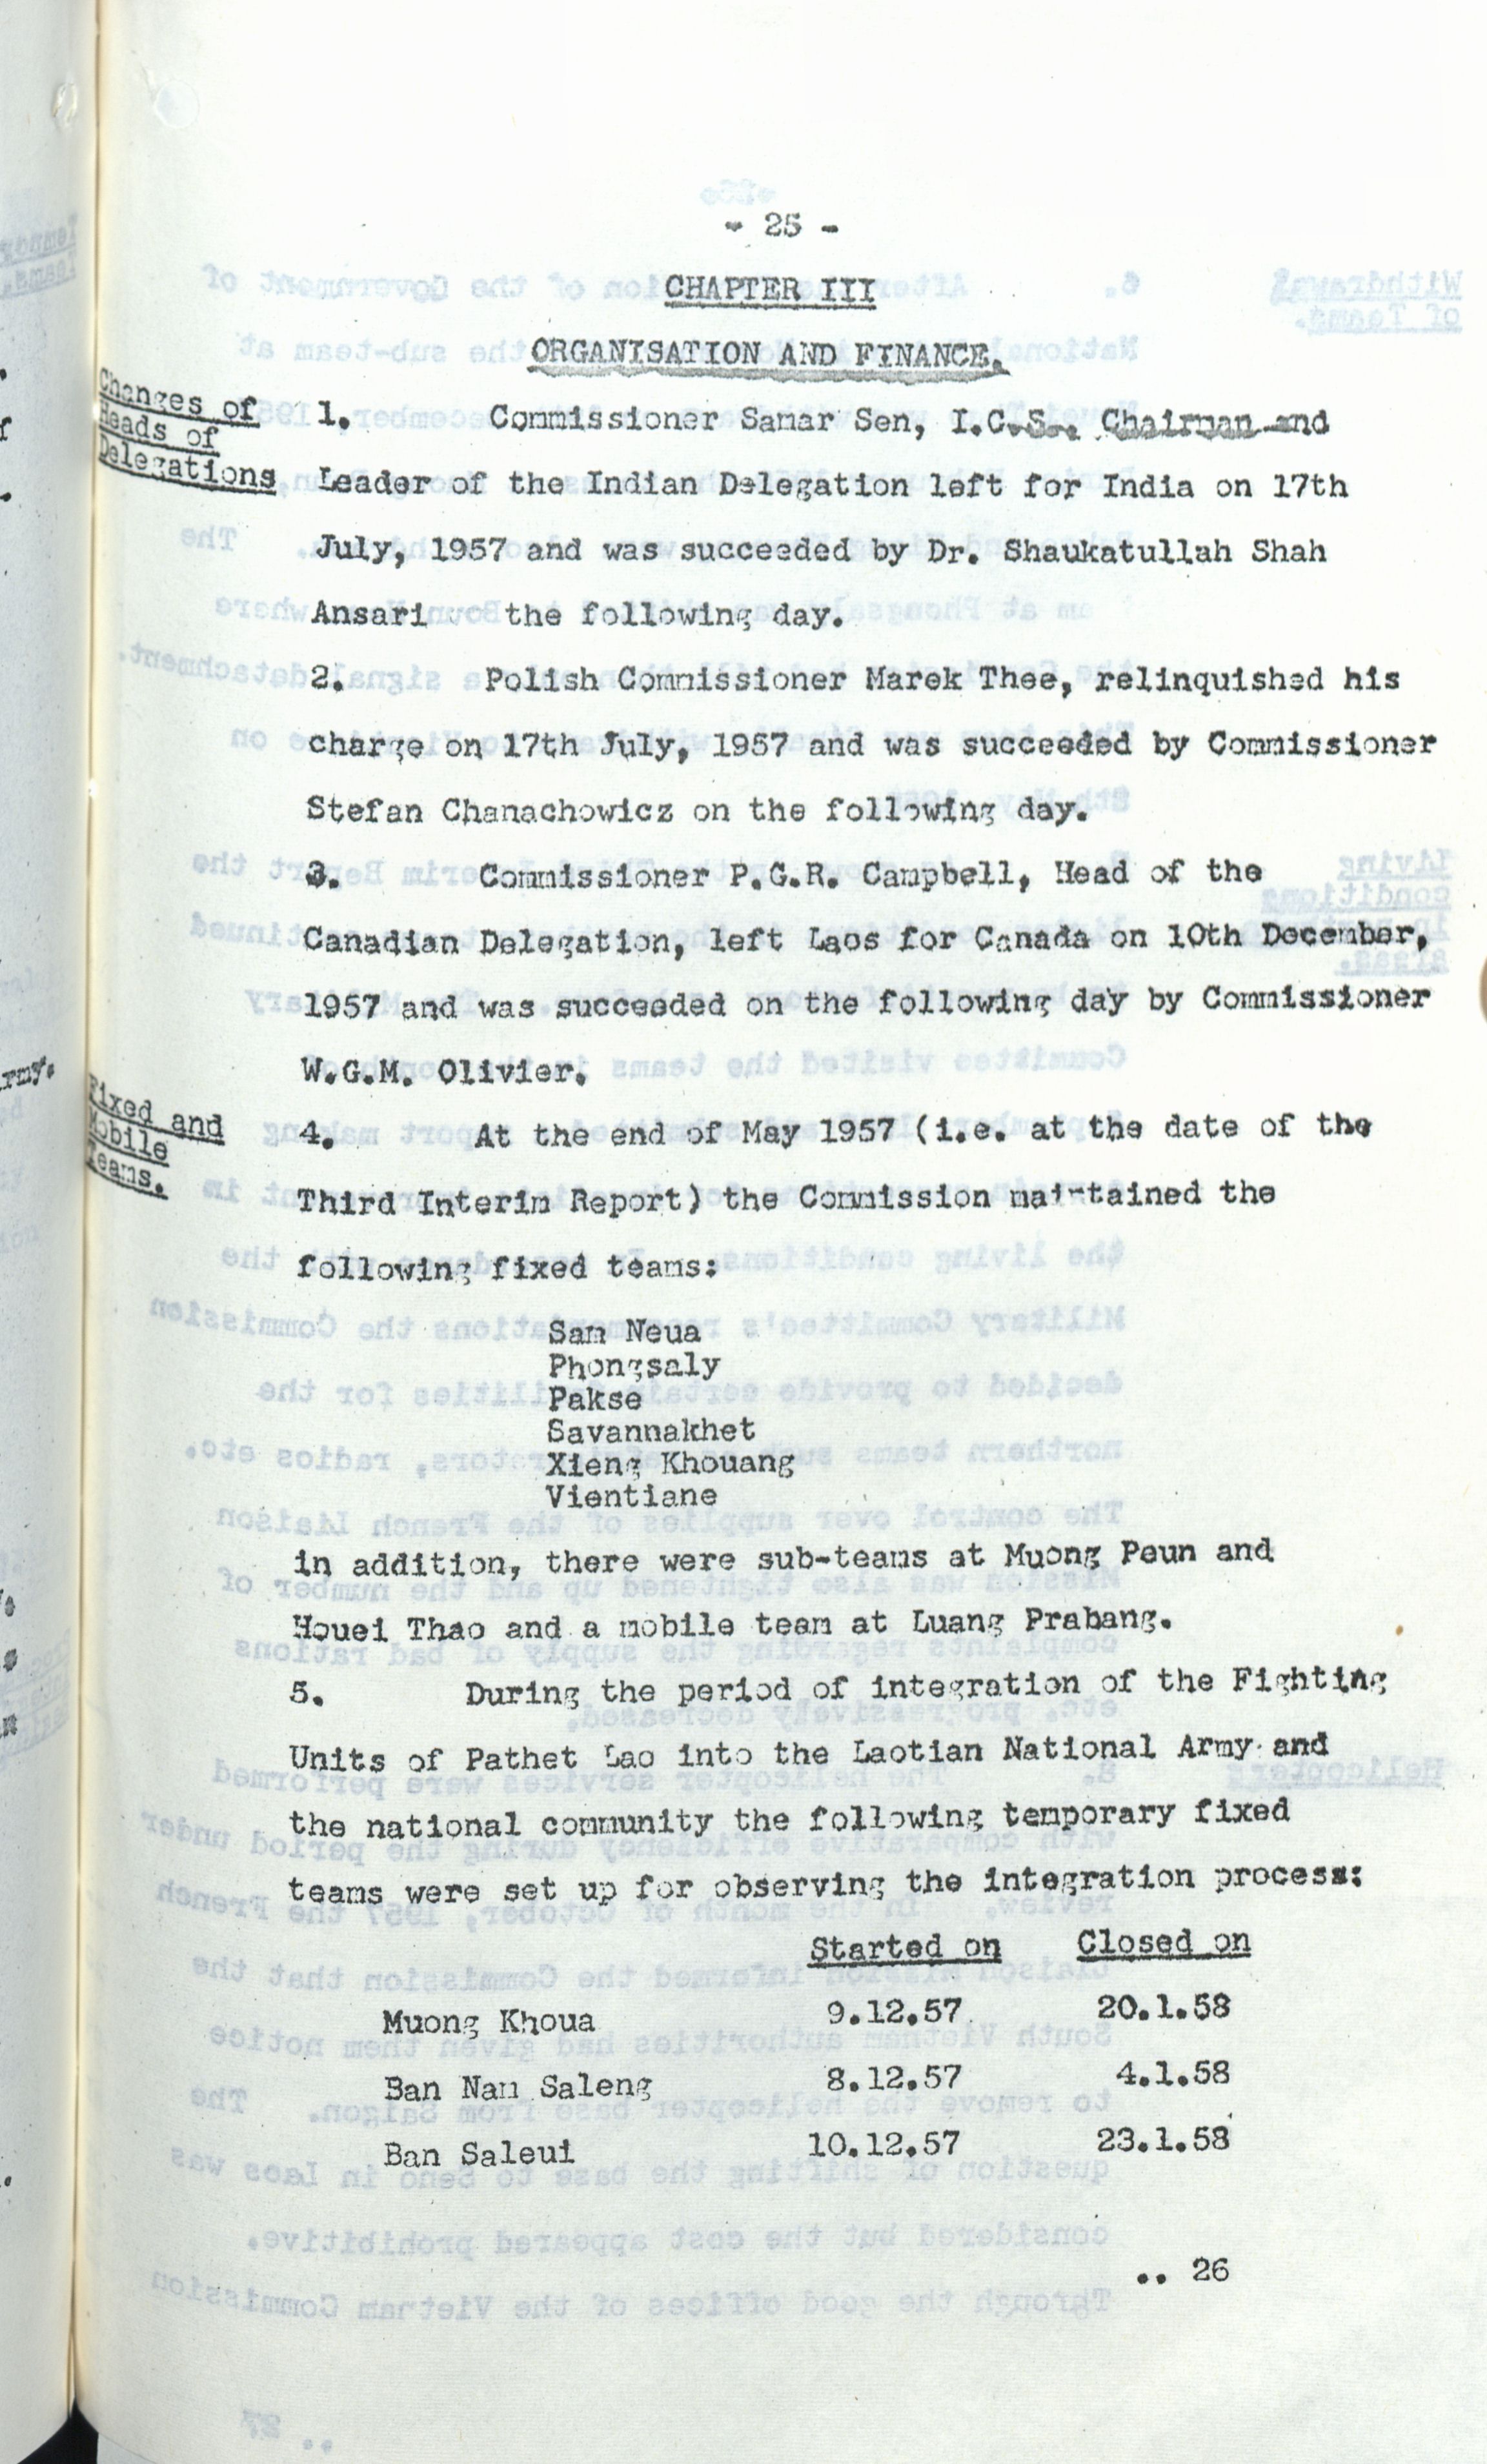 - 25 -
CHAPTER III
ORGANISATION AND FINANCE.
Changes of
Heads of
Delegations
1. Commissioner Samar Sen, I.C.S., Chairman and
Leader of the Indian Delegation left for India on 17th
July, 1957 and was succeeded by Dr. Shaukatullah Shah
Ansari the following day.
2. Polish Commissioner Marek Thee, relinquished his
charge on 17th July, 1957 and was succeeded by Commissioner
Stefan Chanachowicz on the following day.
3. Commissioner P.G.R. Campbell, Head of the
Canadian Delegation, left Laos for Canada on 10th December,
1957 and was succeeded on the following day by Commissioner
W.G.M. Olivier.
Fixed and
Mobile
Teams.
4. At the end of May 1957 (i.e. at the date of the
Third Interim Report) the Commission maintained the
following fixed teams:
Sam Neua
Phongsaly
Pakse
Savannakhet
Xieng Khouang
Vientiane
in addition, there were sub-teams at Muong Peun and
Houei Thao and a mobile team at Luang Prabang.
5. During the period of integration of the Fighting
Units of Pathet Lao into the Laotian National Army and
the national community the following temporary fixed
teams were set up for observing the integration process:
Started on Closed on
Muong Khoua 9.12.57 20.1.58
Ban Nam Saleng 8.12.57 4.1.58
Ban Saleui 10.12.57 23.1.58
.. 26